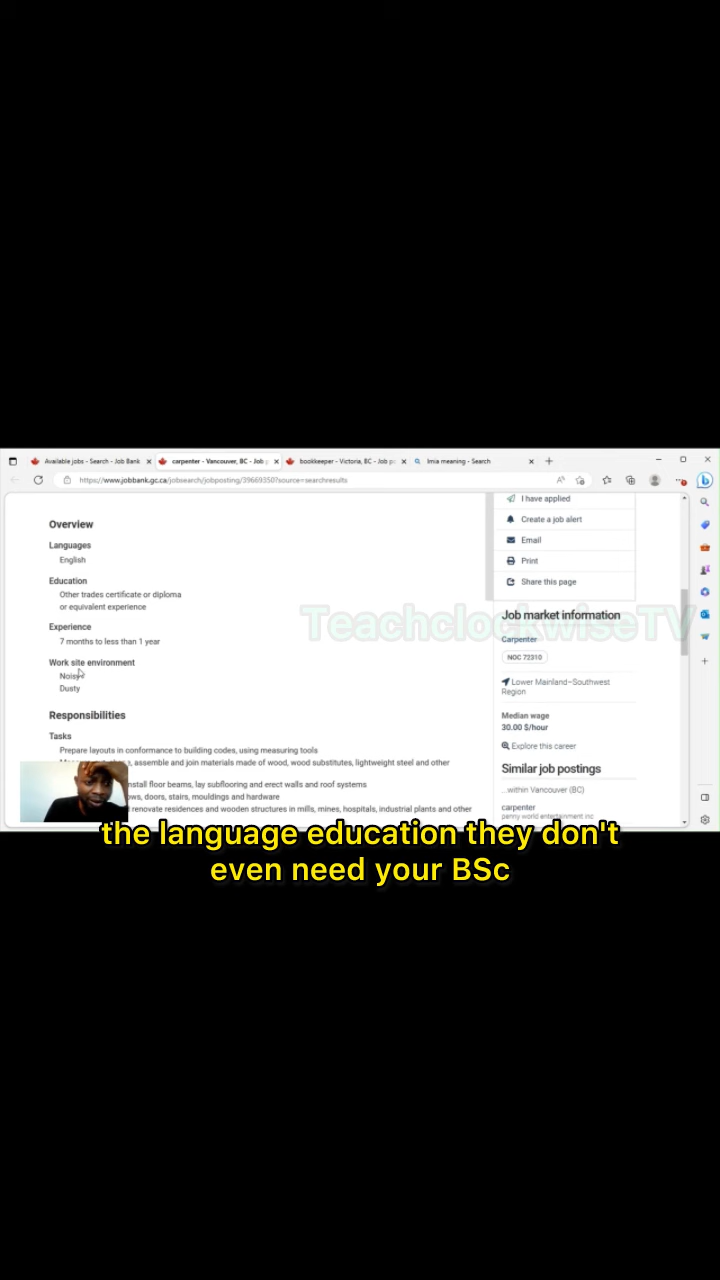 Available jobs - Search - Job Bank
carpenter - Vancouver, BC - Job p
bookkeeper - Victoria, BC - Job po
lmia meaning - Search
https://www.jobbank.gc.ca/jobsearch/jobposting/39669350?source=searchresults
Overview
Languages
English
Education
Other trades certificate or diploma
or equivalent experience
Experience
7 months to less than 1 year
Work site environment
Noisy
Dusty
Responsibilities
Tasks
Prepare layouts in conformance to building codes, using measuring tools
assemble and join materials made of wood, wood substitutes, lightweight steel and other
install floor beams, lay subflooring and erect walls and roof systems
doors, stairs, mouldings and hardware
renovate residences and wooden structures in mills, mines, hospitals, industrial plants and other
I have applied
Create a job alert
Email
Print
Share this page
TeachclockwiseTV
Job market information
Carpenter
NOC 72310
Lower Mainland–Southwest
Region
Median wage
30.00 $/hour
Explore this career
Similar job postings
...within Vancouver (BC)
carpenter
penny world entertainment inc
the language education they don't
even need your BSc